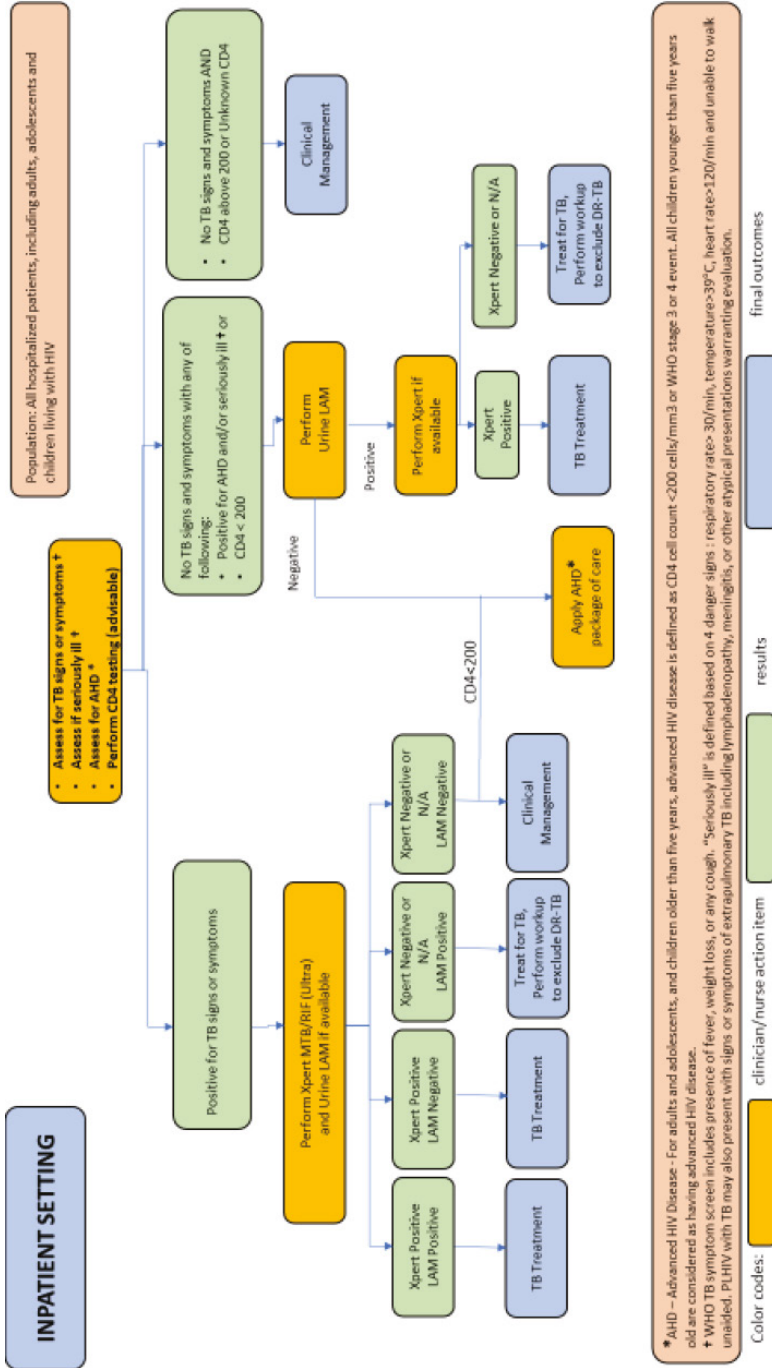 INPATIENT SETTING
Population: All hospitalized patients, including adults, adolescents and
children living with HIV
• Assess for TB signs or symptoms †
• Assess if seriously ill †
• Assess for AHD *
• Perform CD4 testing (advisable)
Positive for TB signs or symptoms
No TB signs and symptoms with any of
following:
• Positive for AHD and/or seriously ill † or
• CD4 < 200
No TB signs and symptoms AND
• CD4 above 200 or Unknown CD4
Perform Xpert MTB/RIF (Ultra)
and Urine LAM if available
Perform
Urine LAM
Clinical
Management
Negative
Positive
Xpert Positive
LAM Positive
Xpert Positive
LAM Negative
Xpert Negative or
N/A
LAM Positive
Xpert Negative or
N/A
LAM Negative
Perform Xpert if
available
CD4<200
Xpert
Positive
Xpert Negative or N/A
TB Treatment
TB Treatment
Treat for TB,
Perform workup
to exclude DR-TB
Clinical
Management
Apply AHD*
package of care
TB Treatment
Treat for TB,
Perform workup
to exclude DR-TB
*AHD – Advanced HIV Disease - For adults and adolescents, and children older than five years, advanced HIV disease is defined as CD4 cell count <200 cells/mm3 or WHO stage 3 or 4 event. All children younger than five years
old are considered as having advanced HIV disease.
† WHO TB symptom screen includes presence of fever, weight loss, or any cough. "Seriously ill" is defined based on 4 danger signs : respiratory rate> 30/min, temperature>39°C, heart rate>120/min and unable to walk
unaided. PLHIV with TB may also present with signs or symptoms of extrapulmonary TB including lymphadenopathy, meningitis, or other atypical presentations warranting evaluation.
Color codes:
clinician/nurse action item
results
final outcomes